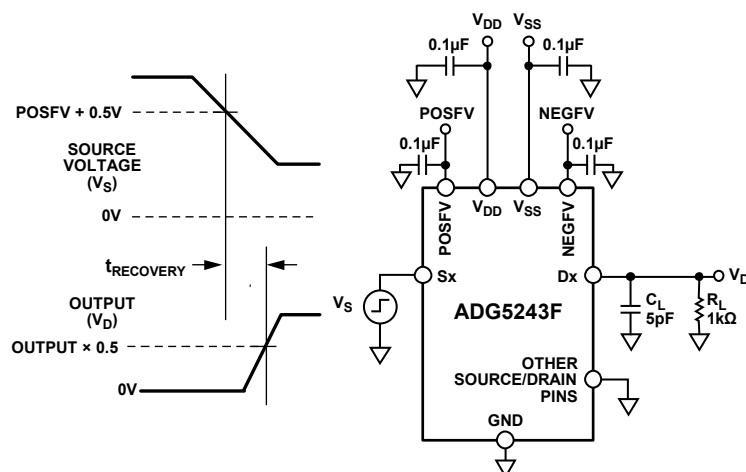 POSFV + 0.5V
SOURCE
VOLTAGE
(VS)
0V
tRECOVERY
OUTPUT
(VD)
OUTPUT × 0.5
0V
VDD
VSS
0.1µF
0.1µF
POSFV
NEGFV
0.1µF
0.1µF
POSFV
VDD
VSS
NEGFV
Sx
Dx
VD
VS
ADG5243F
CL
5pF
RL
1kΩ
OTHER
SOURCE/DRAIN
PINS
GND